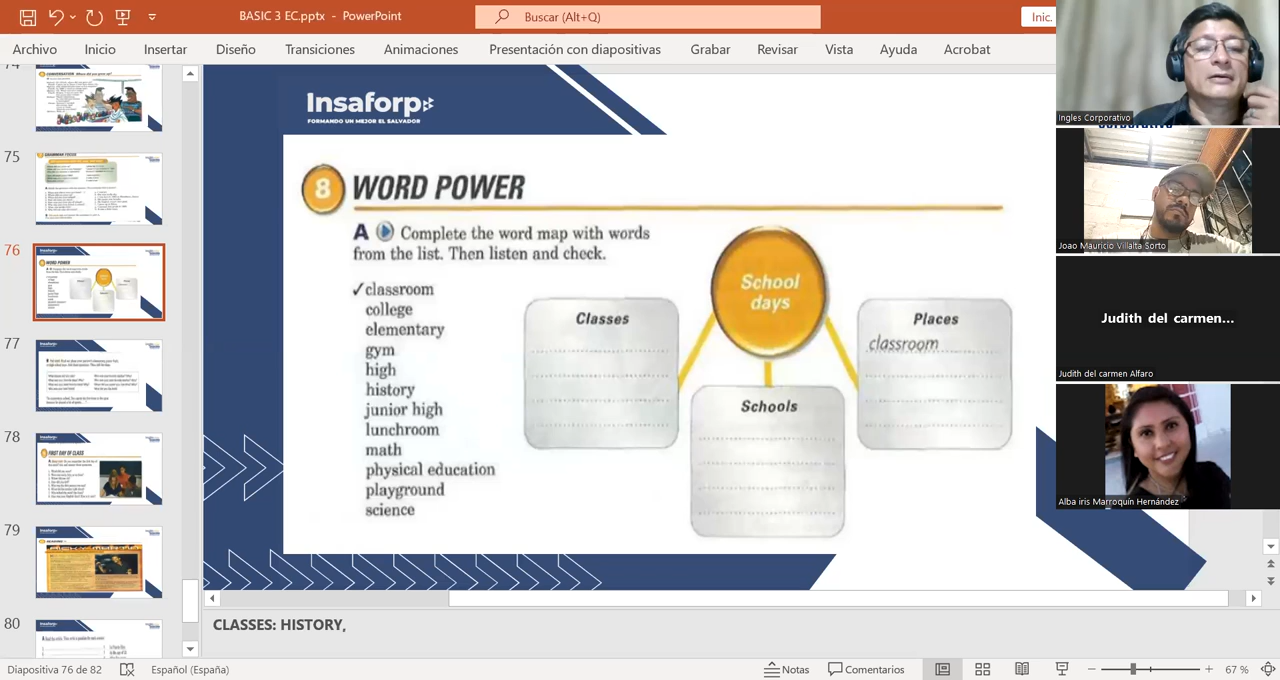 BASIC 3 EC.pptx - PowerPoint
Buscar (Alt+Q)
Inic.
Archivo Inicio Insertar Diseño Transiciones Animaciones Presentación con diapositivas Grabar Revisar Vista Ayuda Acrobat
74
75
76
77
78
79
80
Insaforp
FORMANDO UN MEJOR EL SALVADOR
8 WORD POWER
A Complete the word map with words
from the list. Then listen and check.
✓classroom
college
elementary
gym
high
history
junior high
lunchroom
math
physical education
playground
science
School
days
Classes
Places
classroom
Schools
Ingles Corporativo
Joao Mauricio Villalta Sorto
Judith del carmen...
Judith del carmen Alfaro
Alba iris Marroquín Hernández
CLASSES: HISTORY,
Diapositiva 76 de 82 Español (España) Notas Comentarios 67 %